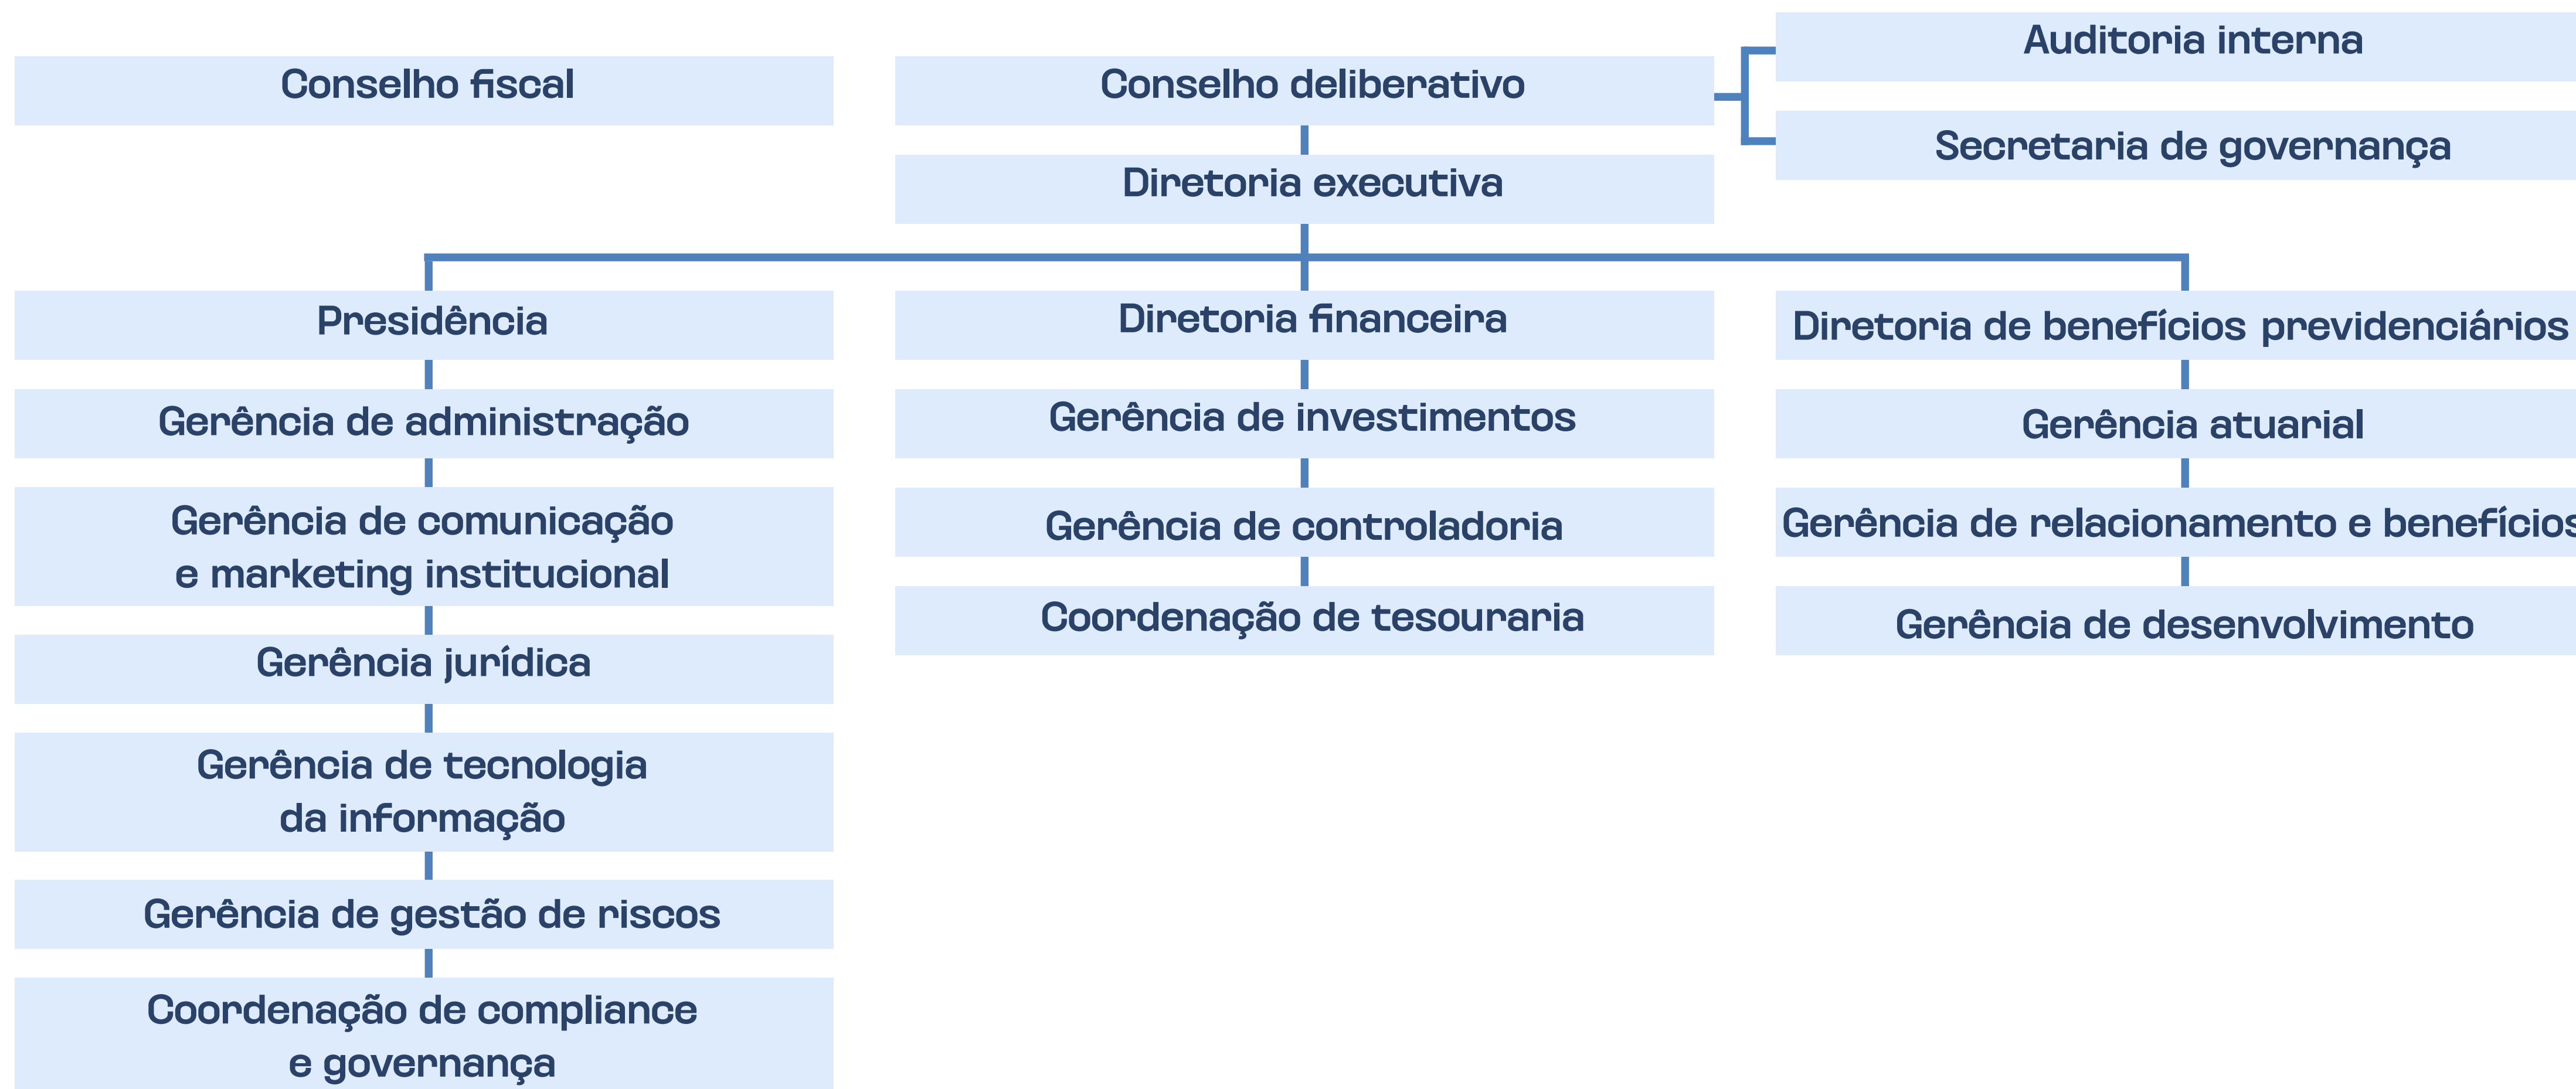 Conselho fiscal
Conselho deliberativo
Auditoria interna
Secretaria de governança
Diretoria executiva
Presidência
Gerência de administração
Gerência de comunicação
e marketing institucional
Gerência jurídica
Gerência de tecnologia
da informação
Gerência de gestão de riscos
Coordenação de compliance
e governança
Diretoria financeira
Gerência de investimentos
Gerência de controladoria
Coordenação de tesouraria
Diretoria de benefícios previdenciários
Gerência atuarial
Gerência de relacionamento e benefícios
Gerência de desenvolvimento